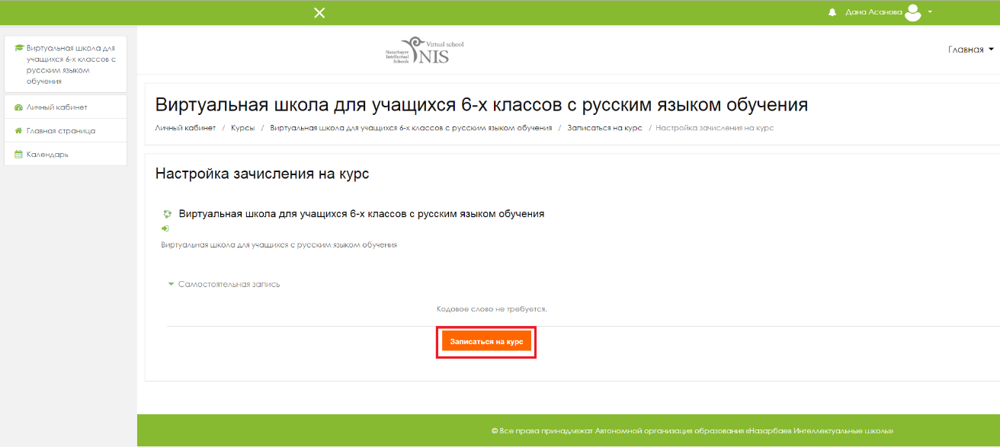 Дана Асанова
Виртуальная школа для
учащихся 6-х классов с
русским языком
обучения
Личный кабинет
Главная страница
Календарь
Nazarbayev
Intellectual
Schools
Virtual school
NIS
Главная
Виртуальная школа для учащихся 6-х классов с русским языком обучения
Личный кабинет / Курсы / Виртуальная школа для учащихся 6-х классов с русским языком обучения / Записаться на курс / Настройка зачисления на курс
Настройка зачисления на курс
Виртуальная школа для учащихся 6-х классов с русским языком обучения
Виртуальная школа для учащихся с русским языком обучения
Самостоятельная запись
Кодовое слово не требуется.
Записаться на курс
© Все права принадлежат Автономной организация образования «Назарбаев Интеллектуальные школы»